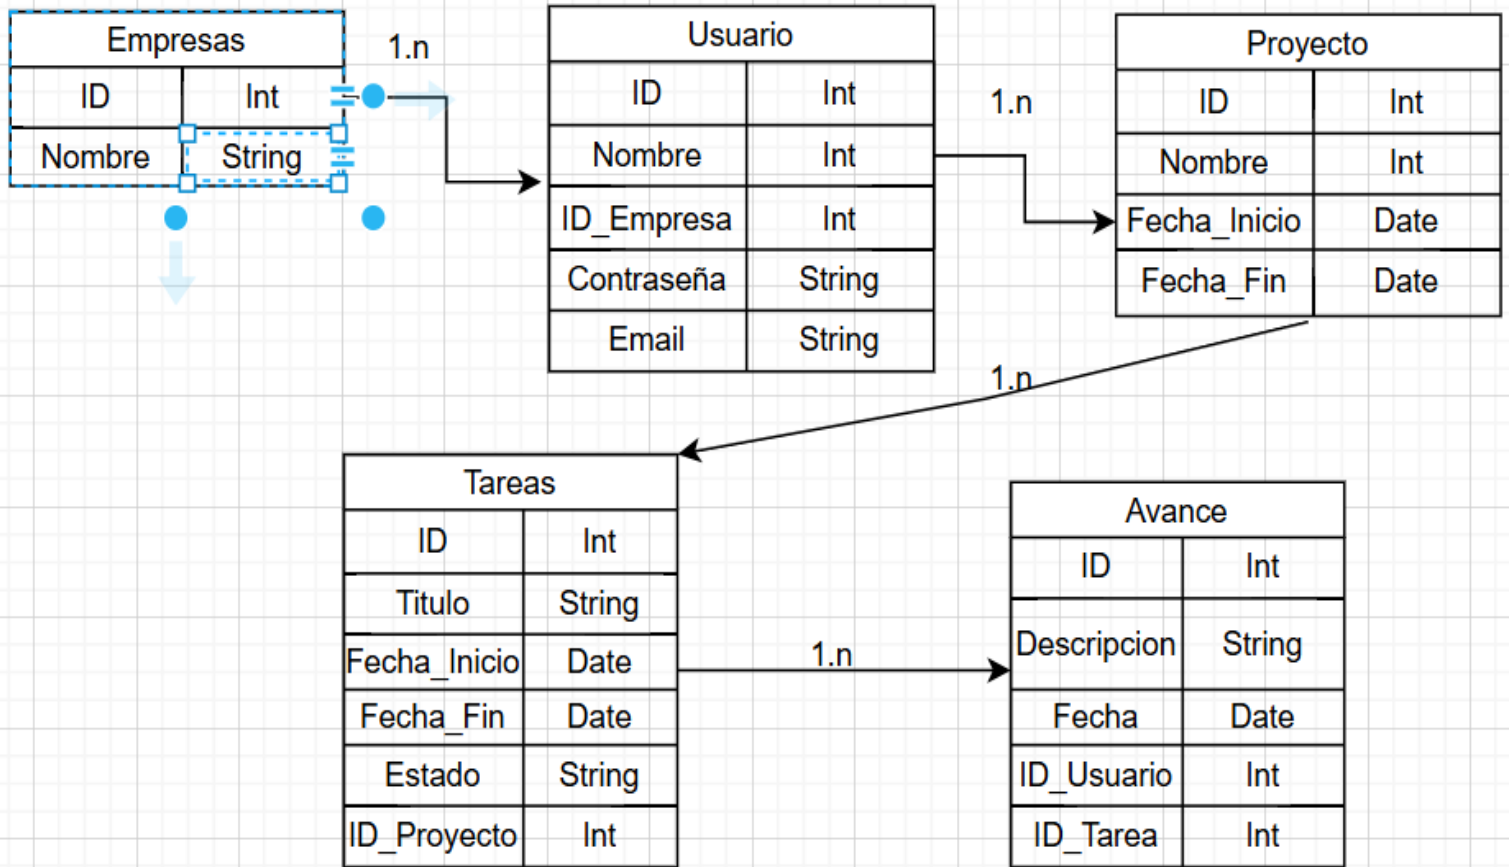 Empresas
ID Int
Nombre String
1.n
Usuario
ID Int
Nombre Int
ID_Empresa Int
Contraseña String
Email String
1.n
Proyecto
ID Int
Nombre Int
Fecha_Inicio Date
Fecha_Fin Date
1.n
Tareas
ID Int
Titulo String
Fecha_Inicio Date
Fecha_Fin Date
Estado String
ID_Proyecto Int
1.n
Avance
ID Int
Descripcion String
Fecha Date
ID_Usuario Int
ID_Tarea Int